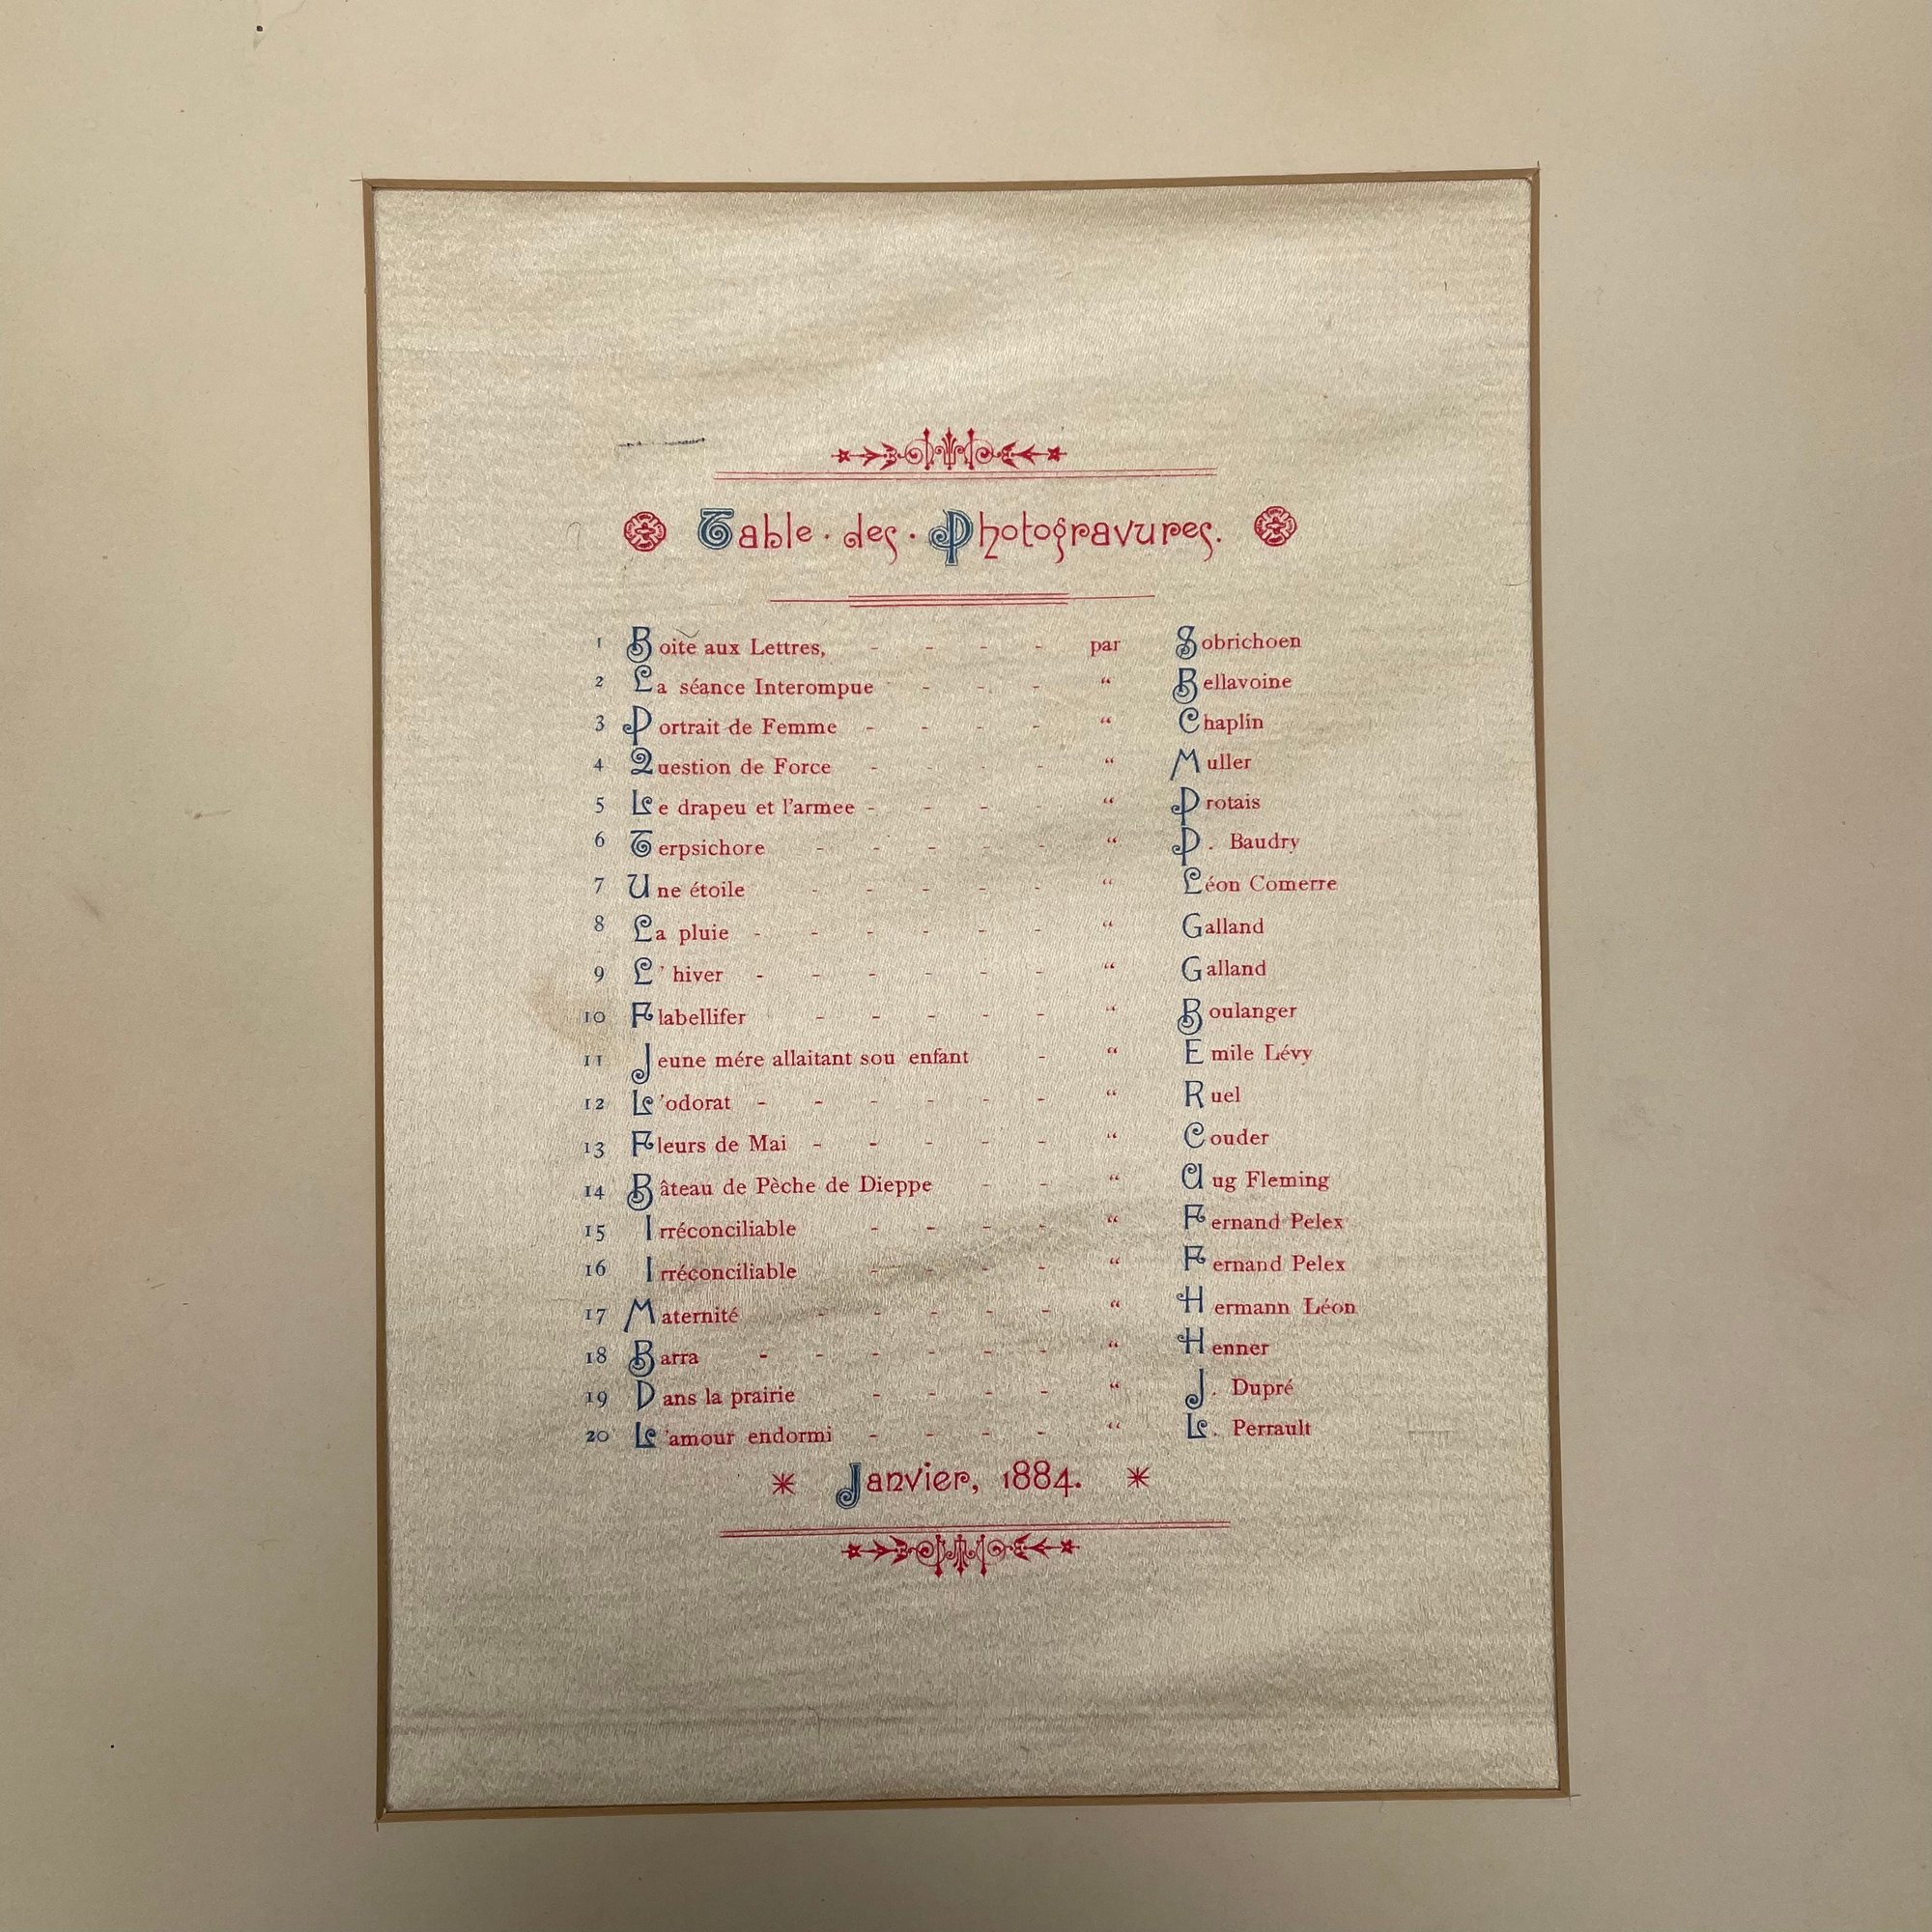 Table · des · Photogravures.
1 Boite aux Lettres, - - - - par Sobrichoen
2 La séance Interompue - - - “ Bellavoine
3 Portrait de Femme - - - - “ Chaplin
4 Question de Force - - - - “ Muller
5 Le drapeu et l'armee - - - - “ Protais
6 Terpsichore - - - - - “ P. Baudry
7 Une étoile - - - - - “ Léon Comerre
8 La pluie - - - - - - “ Galland
9 L' hiver - - - - - - “ Galland
10 Flabellifer - - - - - “ Boulanger
11 Jeune mére allaitant sou enfant - “ Emile Lévy
12 Le'odorat - - - - - - “ Ruel
13 Fleurs de Mai - - - - - “ Couder
14 Bâteau de Pèche de Dieppe - - “ Aug Fleming
15 Irréconciliable - - - - “ Fernand Pelex
16 Irréconciliable - - - - “ Fernand Pelex
17 Maternité - - - - - “ Hermann Léon
18 Barra - - - - - - “ Henner
19 Dans la prairie - - - - “ J. Dupré
20 Le'amour endormi - - - - “ Le. Perrault
* Janvier, 1884. *